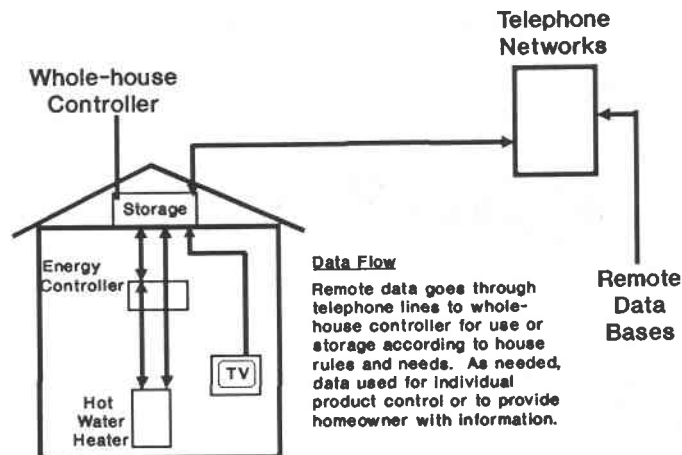 Telephone
Networks
Whole-house
Controller
Storage
Energy
Controller
TV
Hot
Water
Heater
Data Flow
Remote data goes through
telephone lines to whole-
house controller for use or
storage according to house
rules and needs. As needed,
data used for individual
product control or to provide
homeowner with information.
Remote
Data
Bases